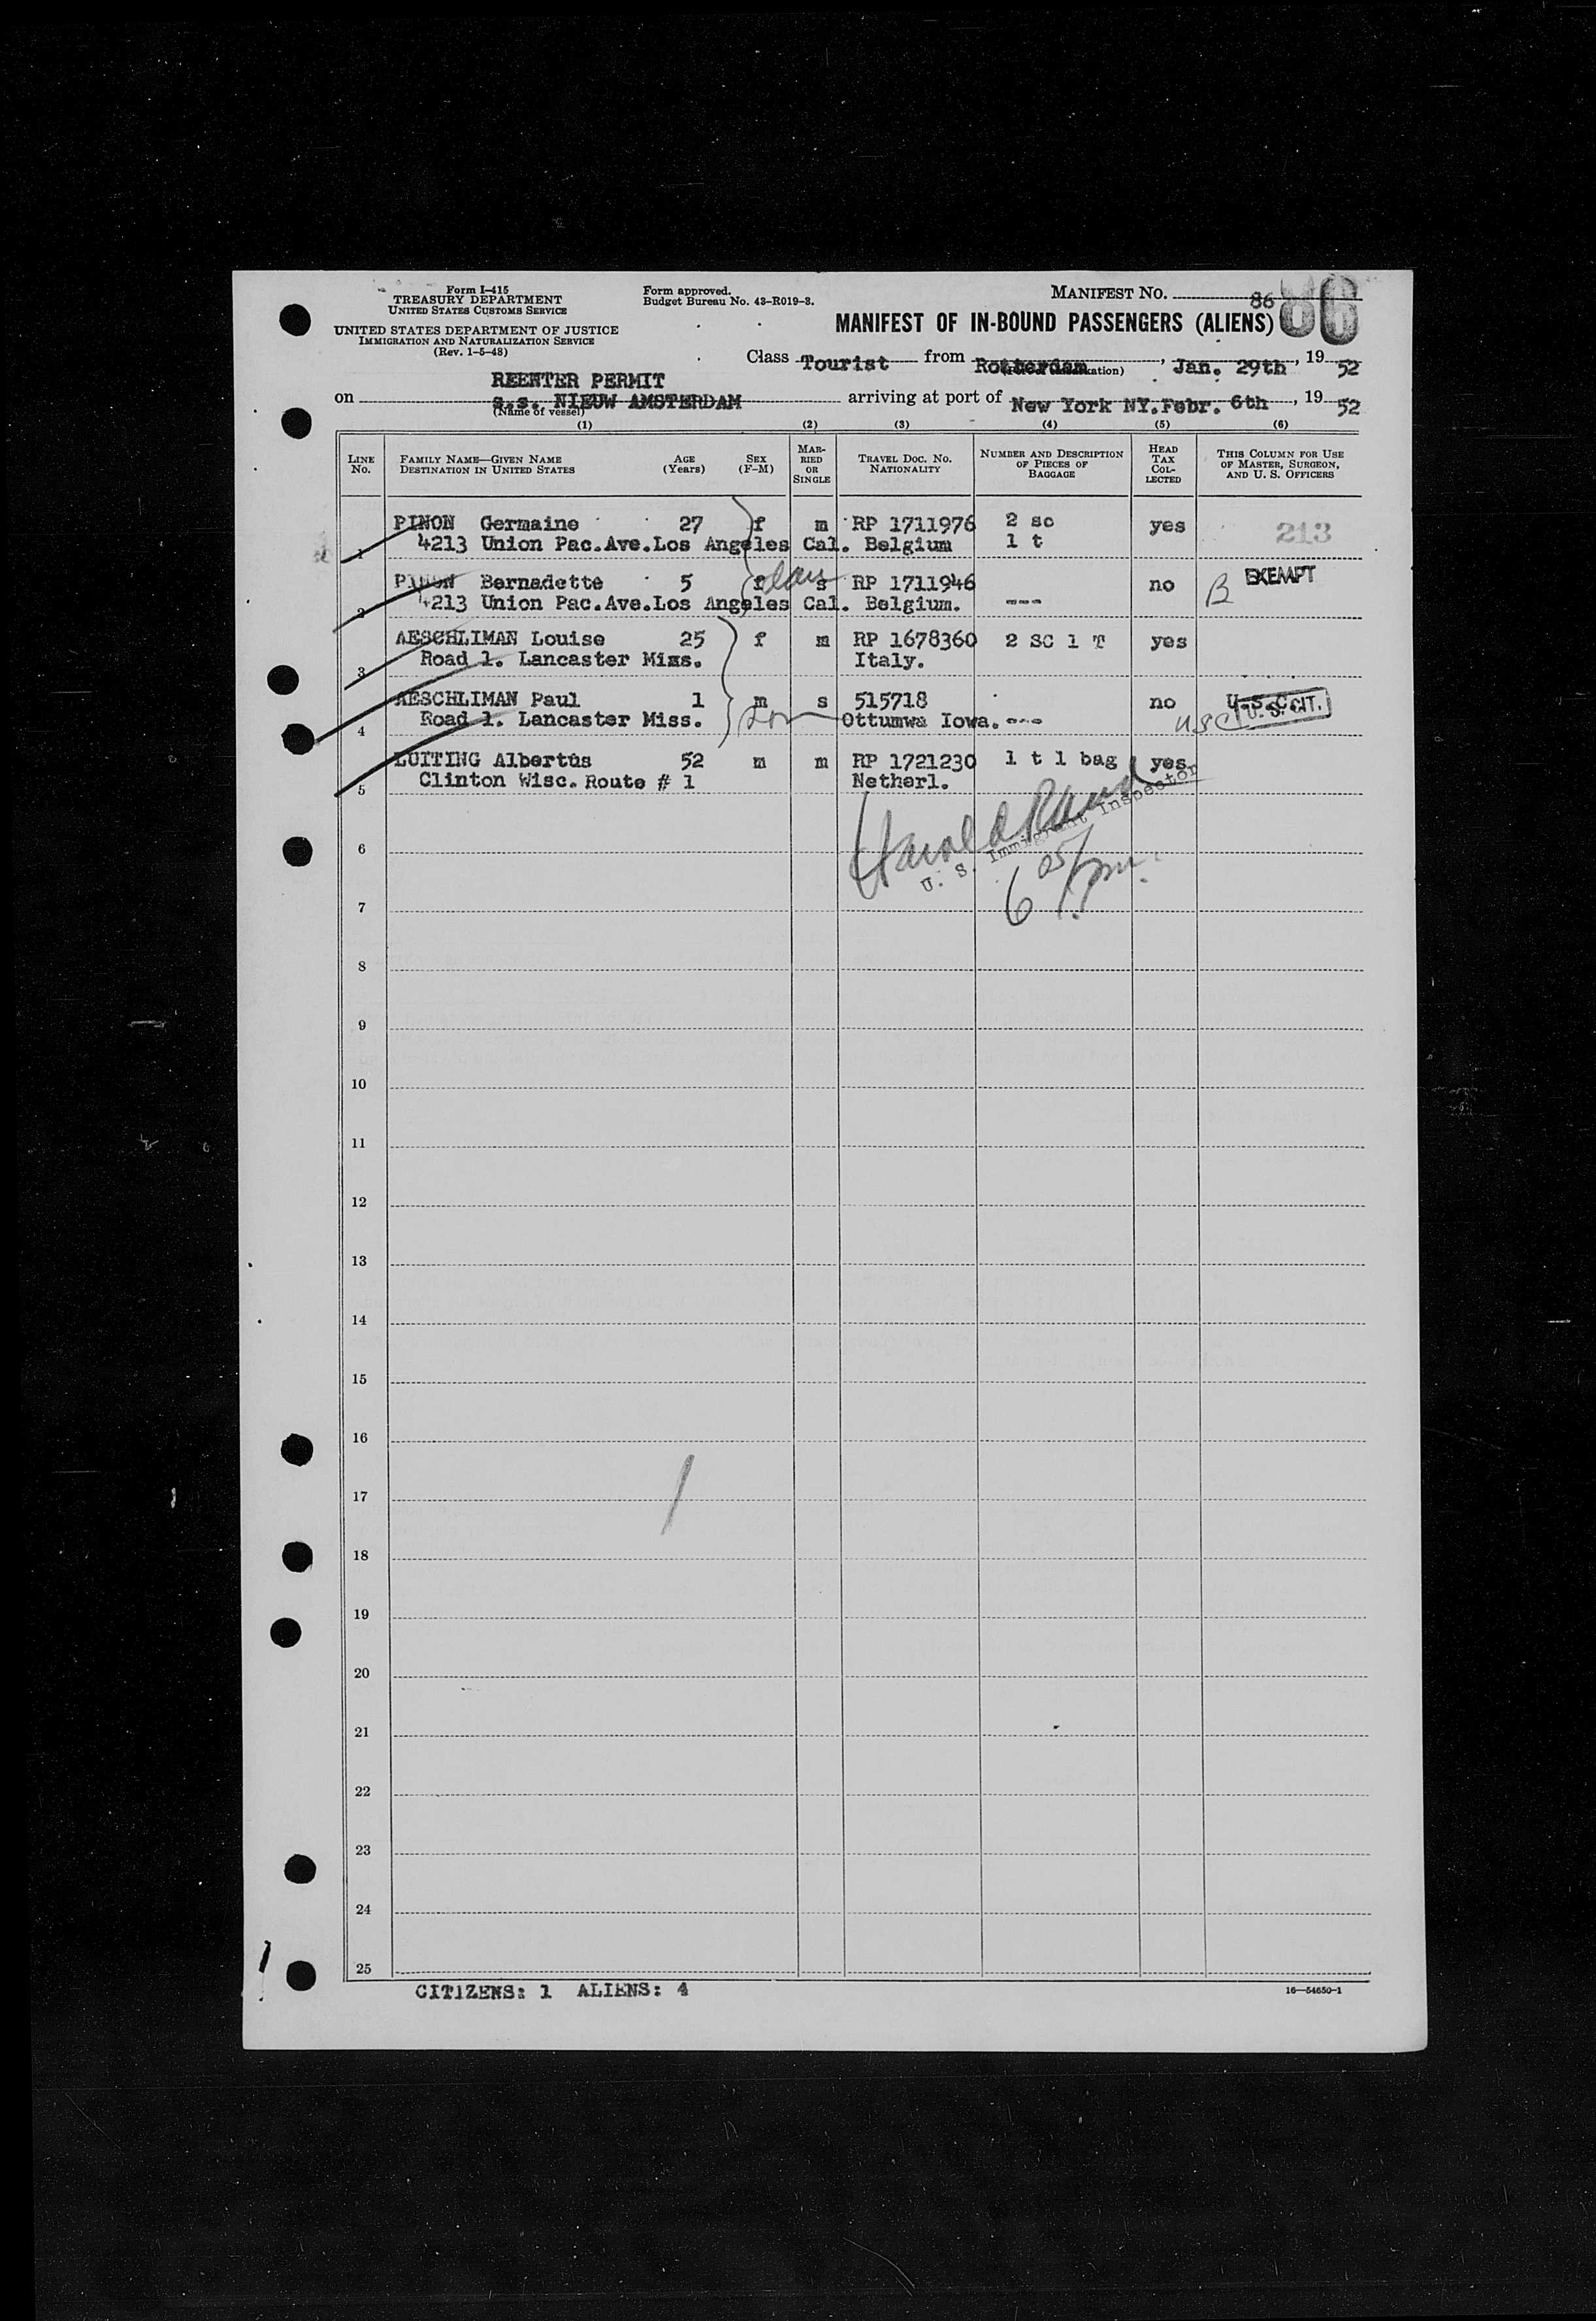 Form I-415
TREASURY DEPARTMENT
UNITED STATES CUSTOMS SERVICE
UNITED STATES DEPARTMENT OF JUSTICE
IMMIGRATION AND NATURALIZATION SERVICE
(Rev. 1-5-48)
Form approved.
Budget Bureau No. 43-R019-3.
MANIFEST NO. 86
86
MANIFEST OF IN-BOUND PASSENGERS (ALIENS)
Class Tourist from Rotterdam, Jan. 29th, 1952
REENTER PERMIT
on s.s. NIEUW AMSTERDAM arriving at port of New York NY. Febr. 6th, 1952
(Name of vessel)
(1) (2) (3) (4) (5) (6)
LINE No. FAMILY NAME—GIVEN NAME DESTINATION IN UNITED STATES AGE (Years) SEX (F-M) MARRIED OR SINGLE TRAVEL DOC. NO. NATIONALITY NUMBER AND DESCRIPTION OF PIECES OF BAGGAGE HEAD TAX COLLECTED THIS COLUMN FOR USE OF MASTER, SURGEON, AND U. S. OFFICERS
PINON Germaine 27 f m RP 1711976 2 sc yes 213
1 4213 Union Pac.Ave.Los Angeles Cal. Belgium 1 t
PINON Bernadette 5 f s RP 1711946 no B EXEMPT
2 4213 Union Pac.Ave.Los Angeles Cal. Belgium. ---
AESCHLIMAN Louise 25 f m RP 1678360 2 SC 1 T yes
3 Road 1. Lancaster Miss. Italy.
AESCHLIMAN Paul 1 m s 515718 no U.S.C. U.S. CIT.
4 Road 1. Lancaster Miss. son Ottumwa Iowa. --- USC
LUITING Albertus 52 m m RP 1721230 1 t 1 bag yes
5 Clinton Wisc. Route # 1 Netherl.
Harold
U. S. Immigrant Inspector
6 05 pm.
6
7
8
9
10
11
12
13
14
15
16
17
18
19
20
21
22
23
24
25
CITIZENS: 1 ALIENS: 4
16—54650-1